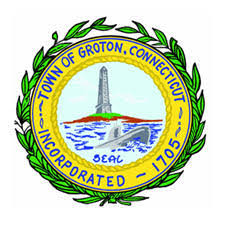 TOWN OF GROTON, CONNECTICUT
INCORPORATED - 1705
SEAL